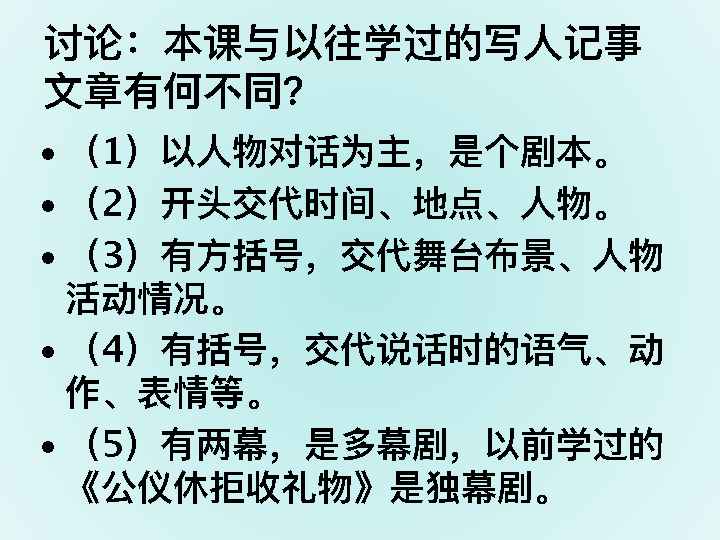 讨论：本课与以往学过的写人记事
文章有何不同？
•（1）以人物对话为主，是个剧本。
•（2）开头交代时间、地点、人物。
•（3）有方括号，交代舞台布景、人物
活动情况。
•（4）有括号，交代说话时的语气、动
作、表情等。
•（5）有两幕，是多幕剧，以前学过的
《公仪休拒收礼物》是独幕剧。